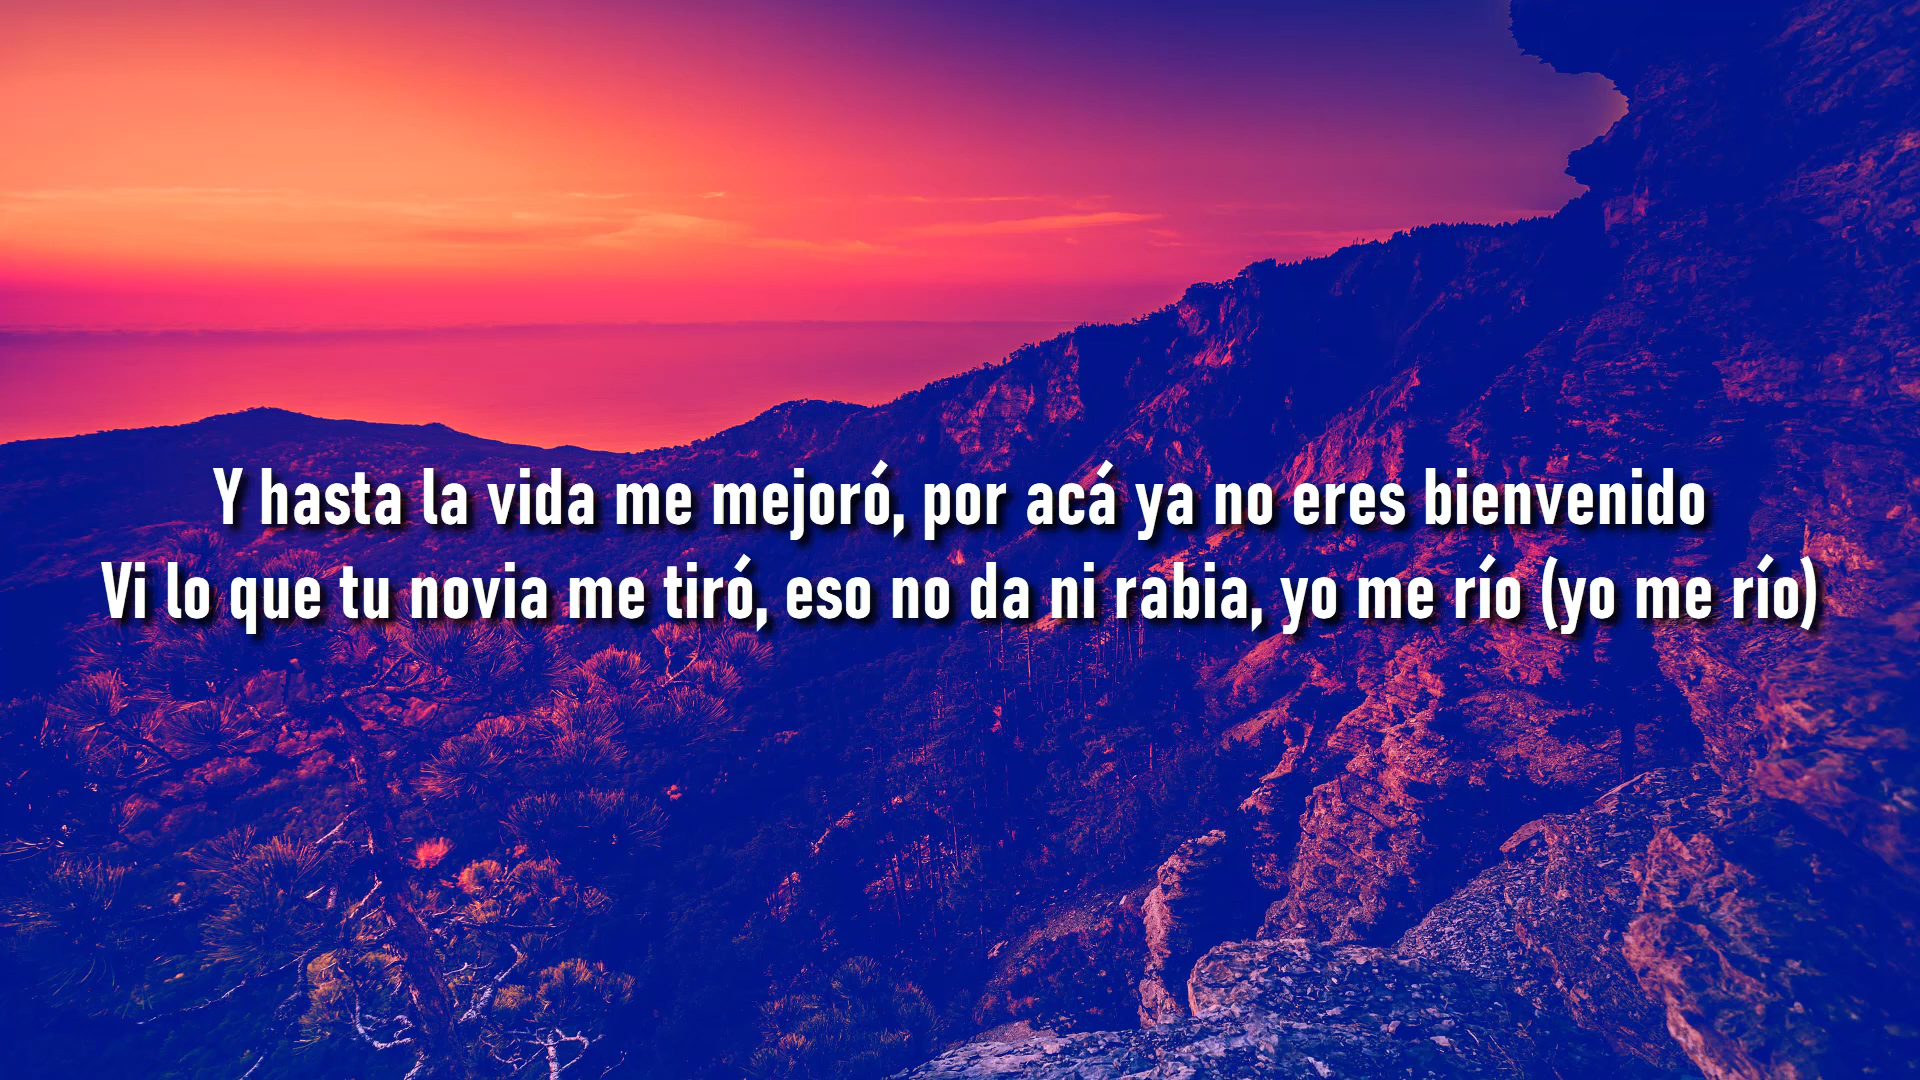 Y hasta la vida me mejoró, por acá ya no eres bienvenido
Vi lo que tu novia me tiró, eso no da ni rabia, yo me río (yo me río)